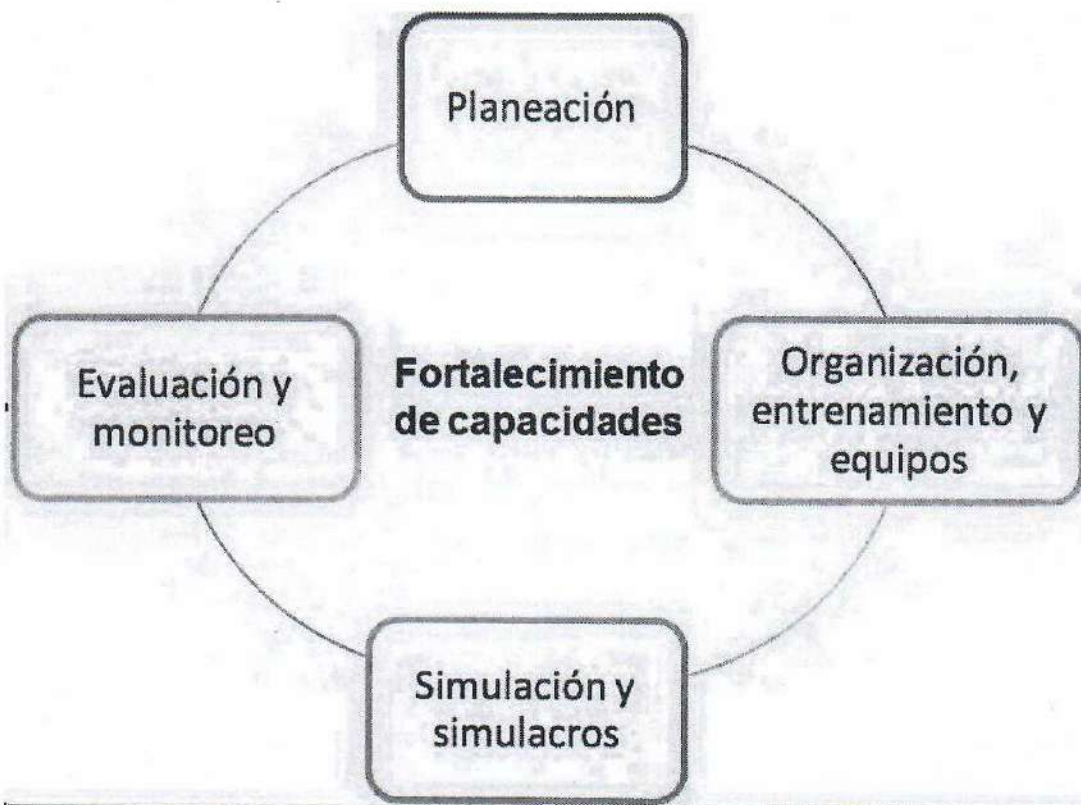 Planeación
Evaluación y
monitoreo
Fortalecimiento
de capacidades
Organización,
entrenamiento y
equipos
Simulación y
simulacros